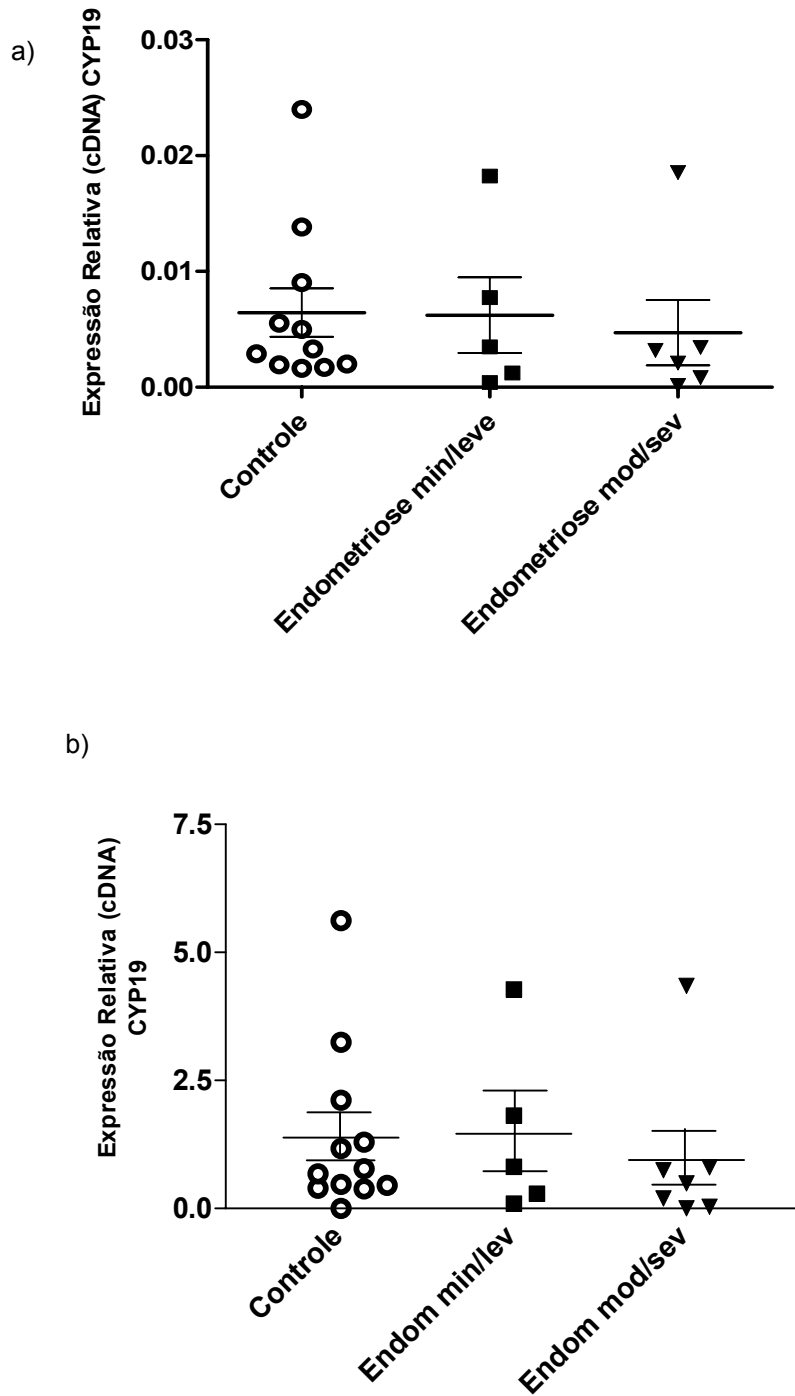 a)
Expressão Relativa (cDNA) CYP19
0.03
0.02
0.01
0.00
Controle
Endometriose min/leve
Endometriose mod/sev
b)
Expressão Relativa (cDNA)
CYP19
7.5
5.0
2.5
0.0
Controle
Endom min/lev
Endom mod/sev